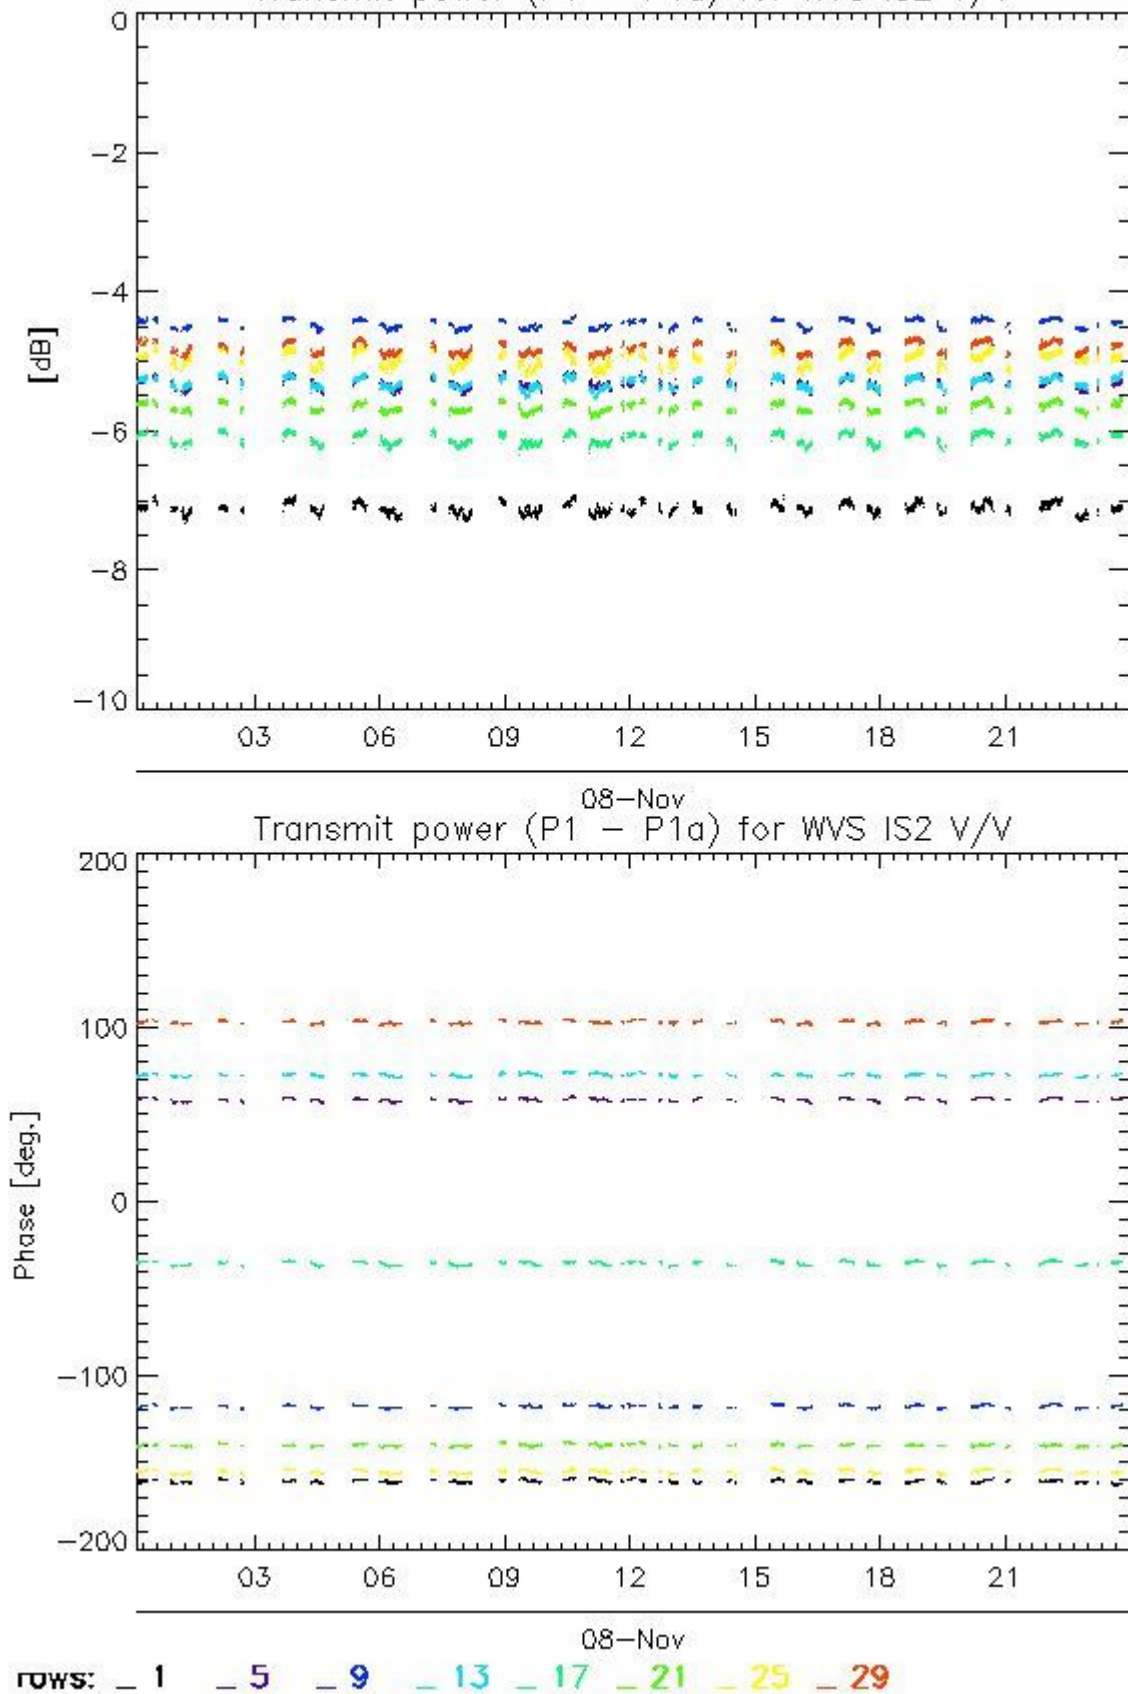 0
−2
−4
[dB]
−6
−8
−10
03 06 09 12 15 18 21
08−Nov
Transmit power (P1 − P1a) for WVS IS2 V/V
200
100
0
Phase [deg.]
−100
−200
03 06 09 12 15 18 21
08−Nov
rows: _ 1 _ 5 _ 9 _ 13 _ 17 _ 21 _ 25 _ 29